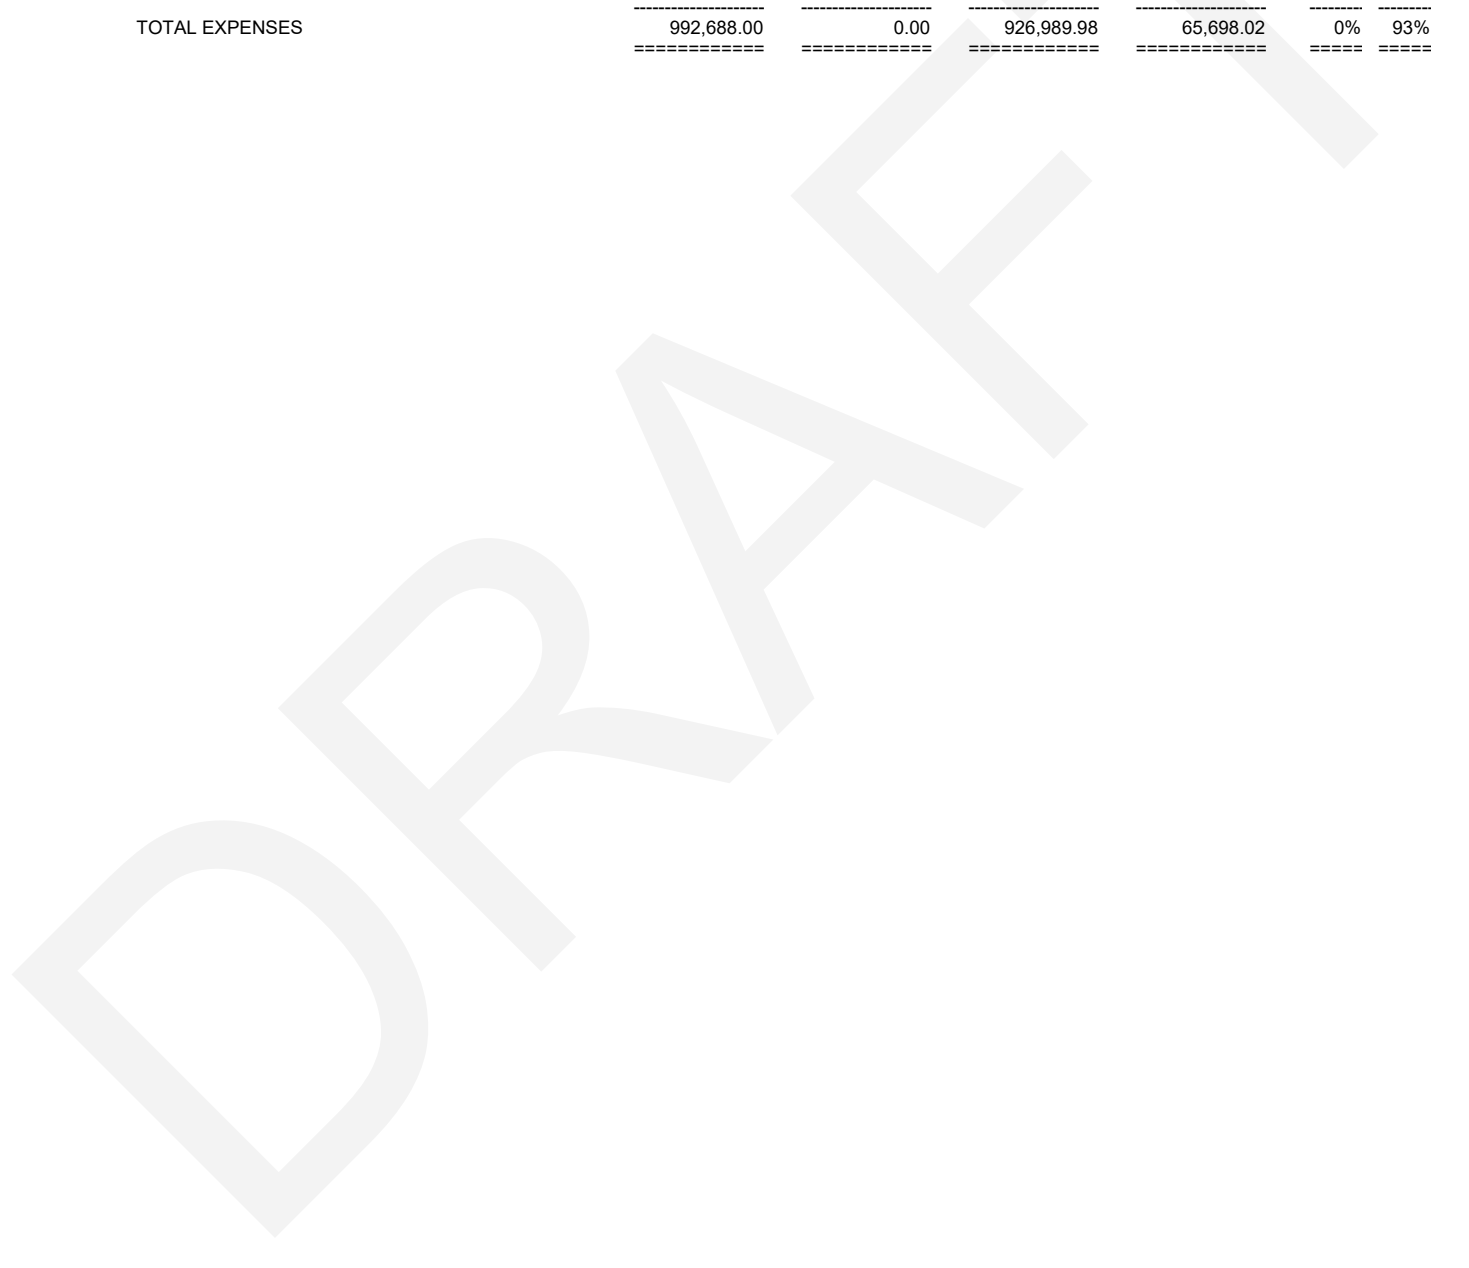 --------------------- --------------------- --------------------- --------------------- --------- ---------
TOTAL EXPENSES 992,688.00 0.00 926,989.98 65,698.02 0% 93%
============ ============ ============ ============ ===== =====
DRAFT